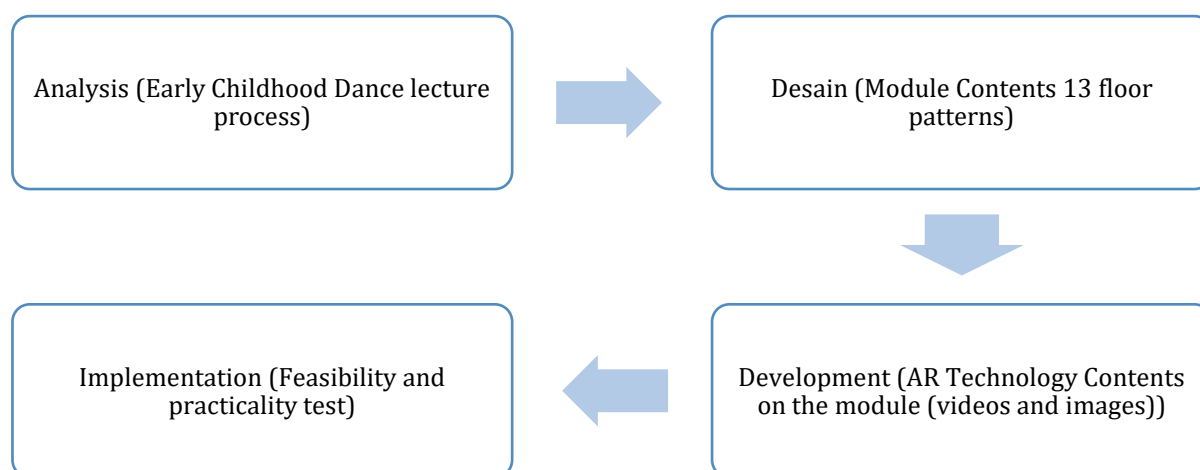 Analysis (Early Childhood Dance lecture
process)
Desain (Module Contents 13 floor
patterns)
Development (AR Technology Contents
on the module (videos and images))
Implementation (Feasibility and
practicality test)